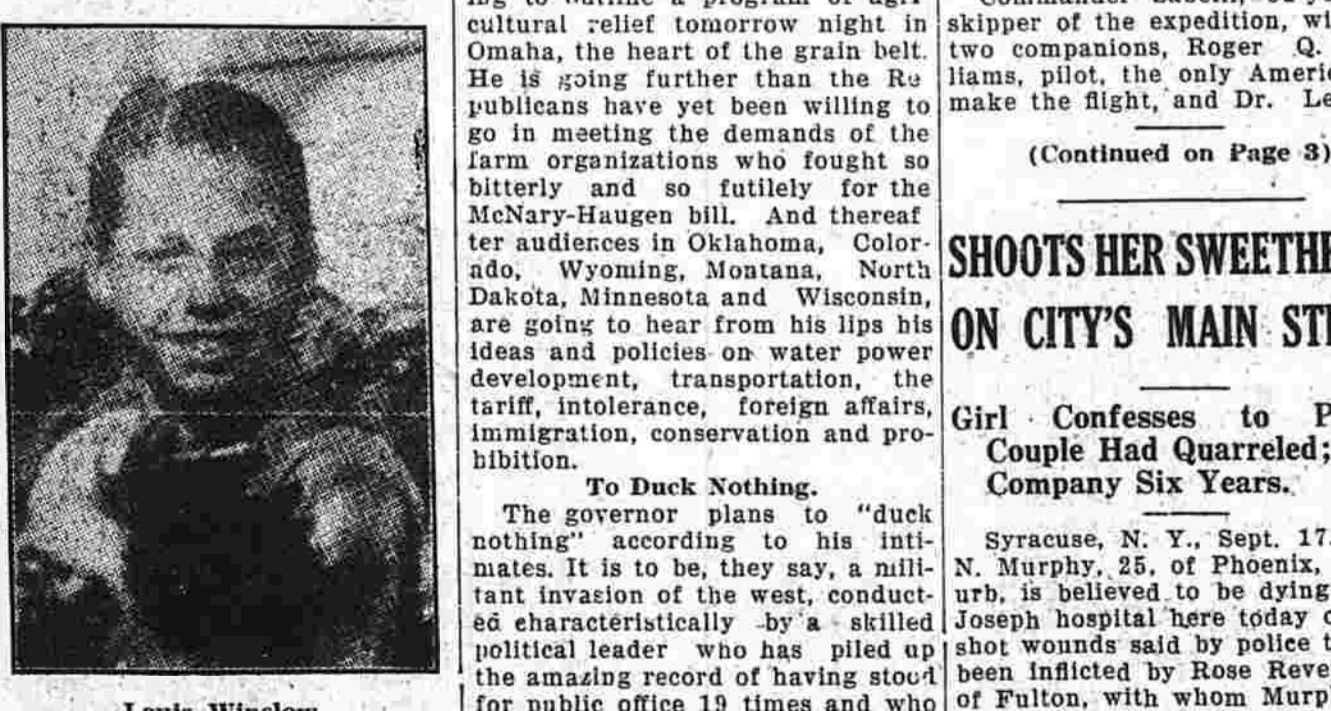 cultural relief tomorrow night in
Omaha, the heart of the grain belt.
He is going further than the Re
publicans have yet been willing to
go in meeting the demands of the
farm organizations who fought so
bitterly and so futilely for the
McNary-Haugen bill. And thereaf
ter audiences in Oklahoma, Color-
ado, Wyoming, Montana, North
Dakota, Minnesota and Wisconsin,
are going to hear from his lips his
ideas and policies on water power
development, transportation, the
tariff, intolerance, foreign affairs,
immigration, conservation and pro-
hibition.
To Duck Nothing.
The governor plans to "duck
nothing" according to his inti-
mates. It is to be, they say, a mili-
tant invasion of the west, conduct-
ed characteristically by a skilled
political leader who has piled up
the amazing record of having stood
for public office 19 times and who
skipper of the expedition, wi
two companions, Roger Q.
liams, pilot, the only Americ
make the flight, and Dr. Le
(Continued on Page 3)
SHOOTS HER SWEETHE
ON CITY'S MAIN ST
Girl Confesses to P
Couple Had Quarreled;
Company Six Years.
Syracuse, N. Y., Sept. 17.
N. Murphy, 25, of Phoenix,
urb, is believed to be dying
Joseph hospital here today o
shot wounds said by police t
been inflicted by Rose Reve
of Fulton, with whom Murp
Louis Winslow